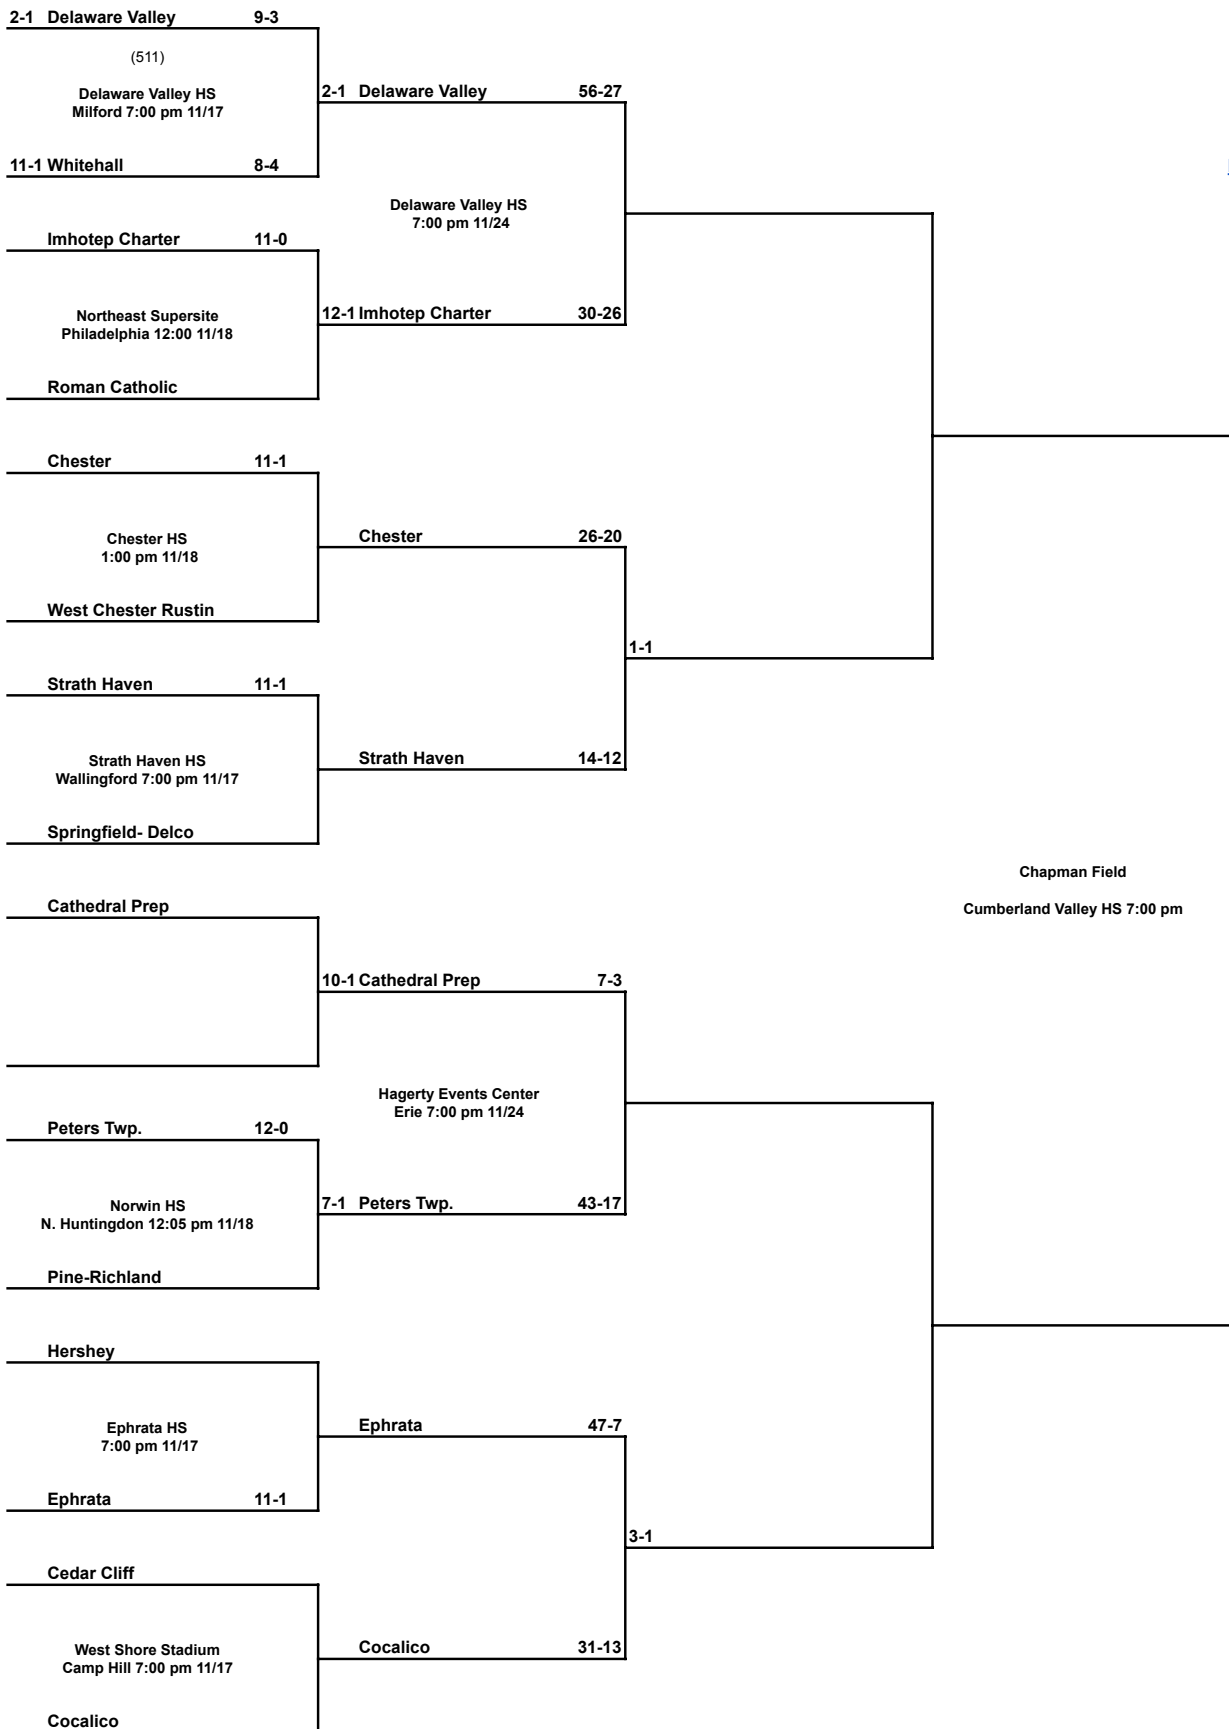 2-1 Delaware Valley 9-3
(511)
Delaware Valley HS
Milford 7:00 pm 11/17
2-1 Delaware Valley 56-27
11-1 Whitehall 8-4
Delaware Valley HS
7:00 pm 11/24
Imhotep Charter 11-0
Northeast Supersite
Philadelphia 12:00 11/18
12-1 Imhotep Charter 30-26
Roman Catholic
Chester 11-1
Chester HS
1:00 pm 11/18
Chester 26-20
West Chester Rustin
1-1
Strath Haven 11-1
Strath Haven HS
Wallingford 7:00 pm 11/17
Strath Haven 14-12
Springfield- Delco
Chapman Field
Cumberland Valley HS 7:00 pm
Cathedral Prep
10-1 Cathedral Prep 7-3
Hagerty Events Center
Erie 7:00 pm 11/24
Peters Twp. 12-0
Norwin HS
N. Huntingdon 12:05 pm 11/18
7-1 Peters Twp. 43-17
Pine-Richland
Hershey
Ephrata HS
7:00 pm 11/17
Ephrata 47-7
Ephrata 11-1
3-1
Cedar Cliff
West Shore Stadium
Camp Hill 7:00 pm 11/17
Cocalico 31-13
Cocalico